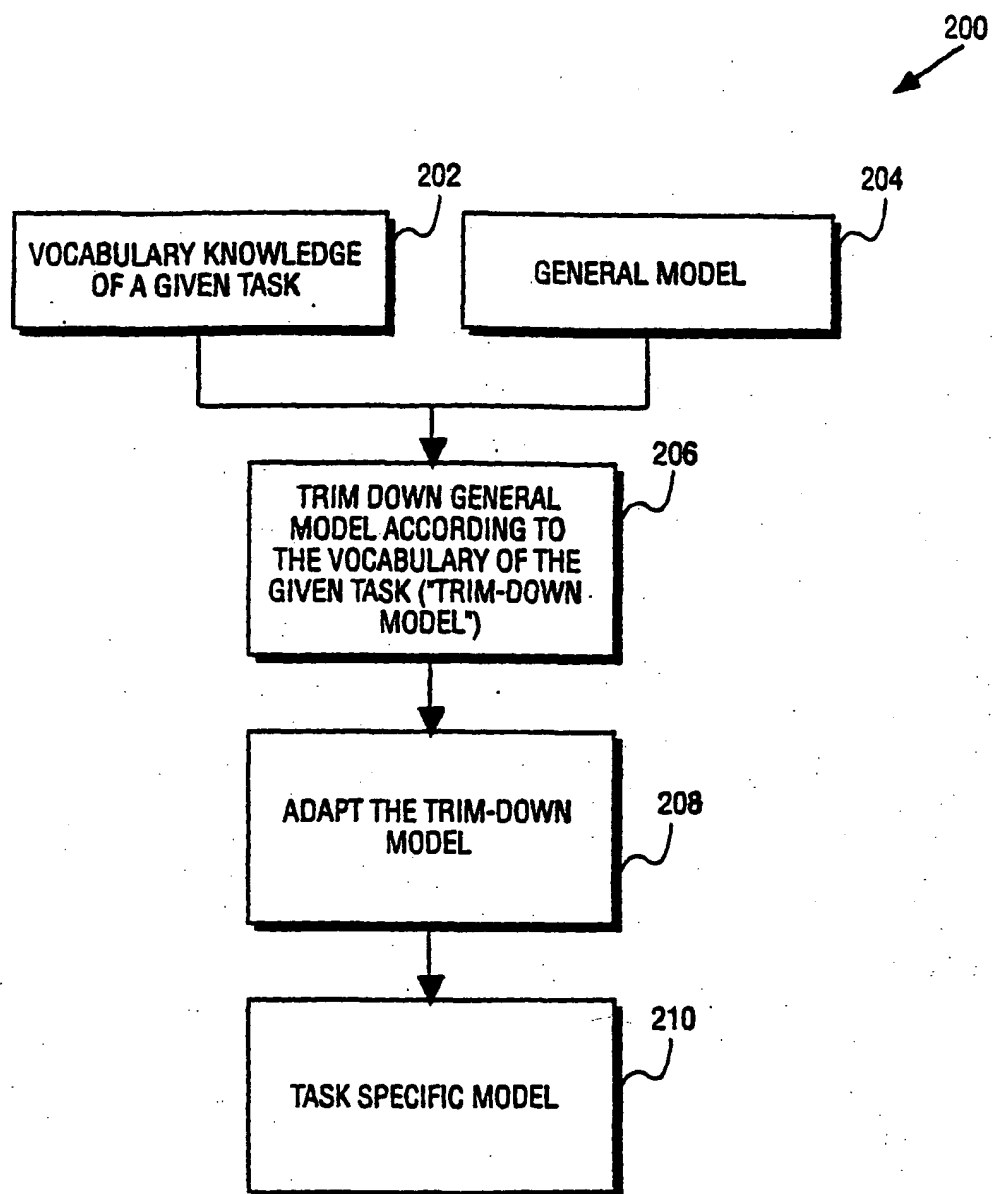 200
202
204
VOCABULARY KNOWLEDGE
OF A GIVEN TASK
GENERAL MODEL
206
TRIM DOWN GENERAL
MODEL ACCORDING TO
THE VOCABULARY OF THE
GIVEN TASK ("TRIM-DOWN
MODEL")
208
ADAPT THE TRIM-DOWN
MODEL
210
TASK SPECIFIC MODEL